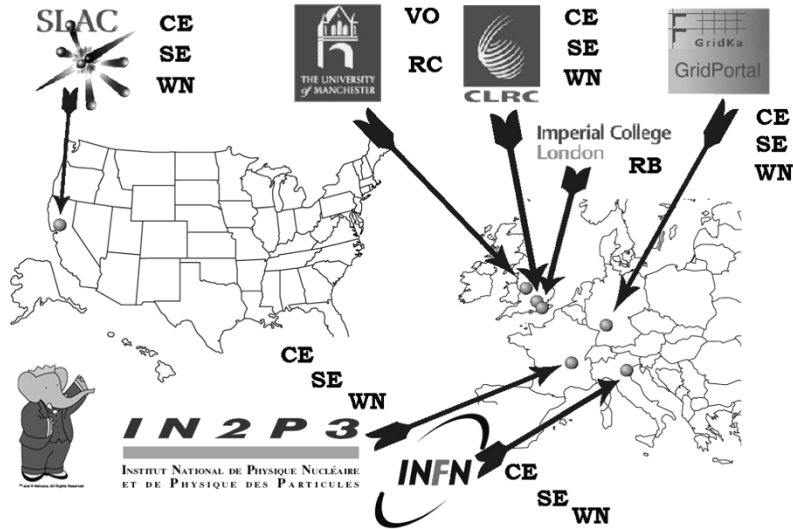 SLAC
CE
SE
WN
THE UNIVERSITY
of MANCHESTER
VO
RC
CLRC
CE
SE
WN
GridKa
GridPortal
CE
SE
WN
Imperial College
London
RB
CE
SE
WN
IN2P3
INSTITUT NATIONAL DE PHYSIQUE NUCLÉAIRE
ET DE PHYSIQUE DES PARTICULES
INFN
CE
SE
WN